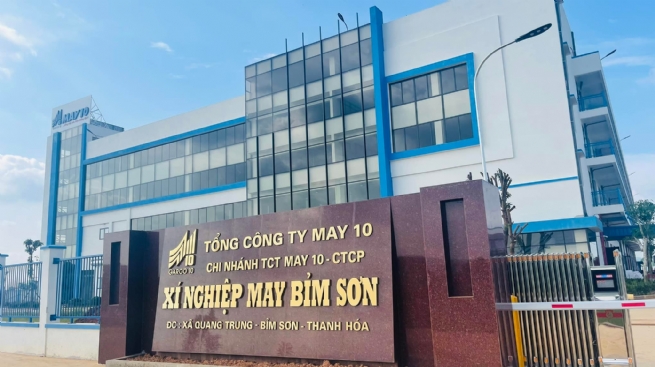 MAY10
GARCO 10
TỔNG CÔNG TY MAY 10
CHI NHÁNH TCT MAY 10 - CTCP
XÍ NGHIỆP MAY BỈM SƠN
ĐC : XÃ QUANG TRUNG - BỈM SƠN - THANH HÓA